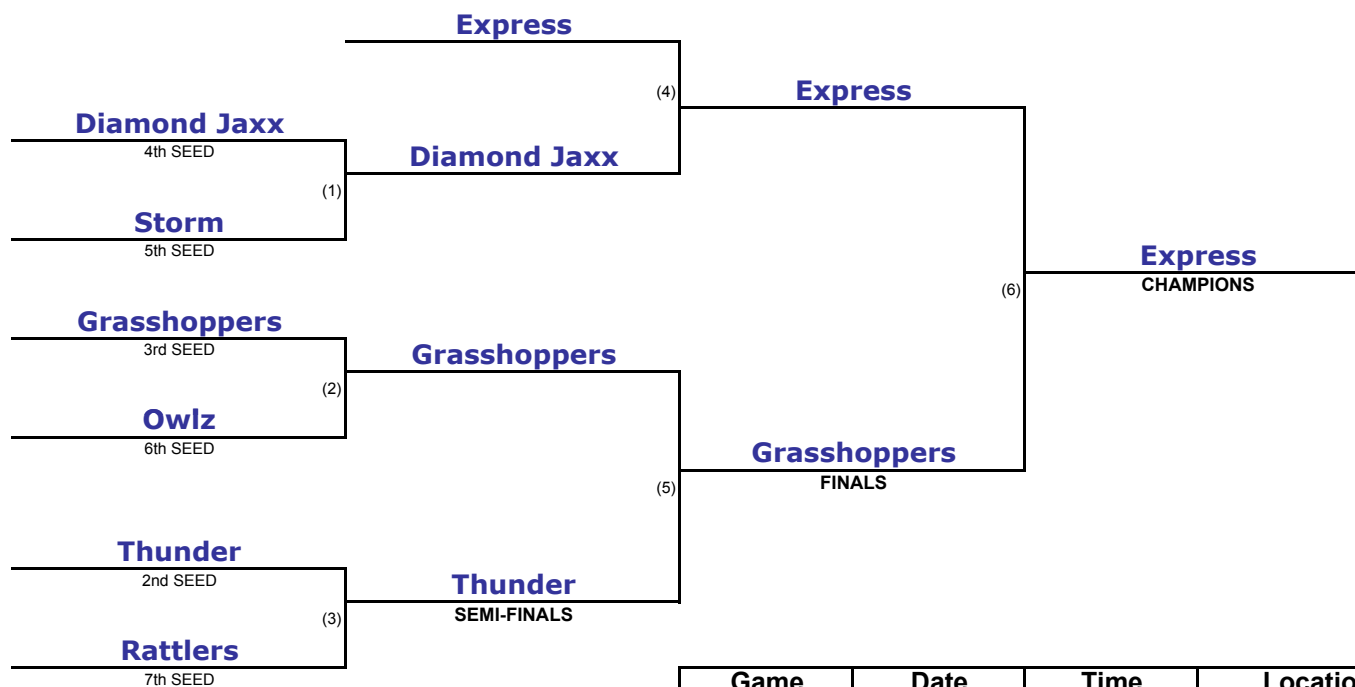 Express
(4)
Express
Diamond Jaxx
4th SEED
Diamond Jaxx
(1)
Storm
5th SEED
Express
CHAMPIONS
(6)
Grasshoppers
3rd SEED
Grasshoppers
(2)
Owlz
6th SEED
Grasshoppers
FINALS
(5)
Thunder
2nd SEED
Thunder
SEMI-FINALS
(3)
Rattlers
7th SEED
Game Date Time Locatio